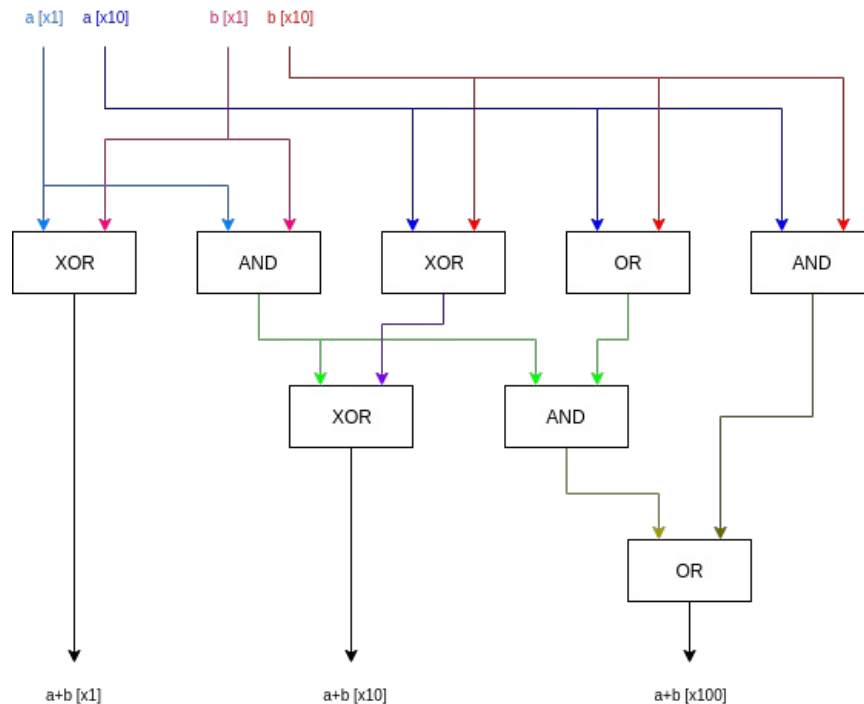 a [x1] a [x10] b [x1] b [x10]
XOR AND XOR OR AND
XOR AND
OR
a+b [x1] a+b [x10] a+b [x100]